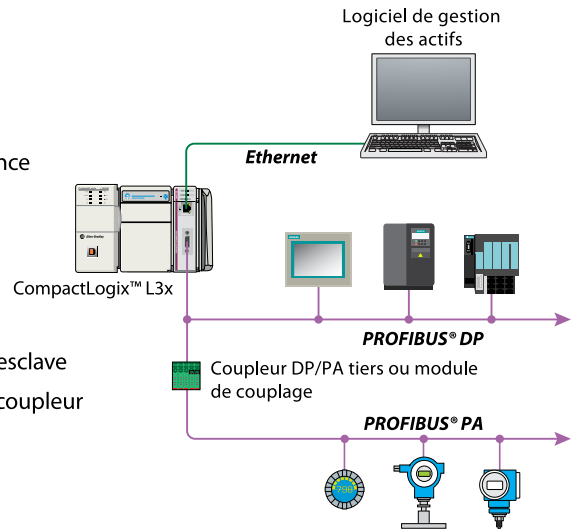 Logiciel de gestion
des actifs
nce
Ethernet
CompactLogix™ L3x
PROFIBUS® DP
esclave
Coupleur DP/PA tiers ou module
coupleur
de couplage
PROFIBUS® PA